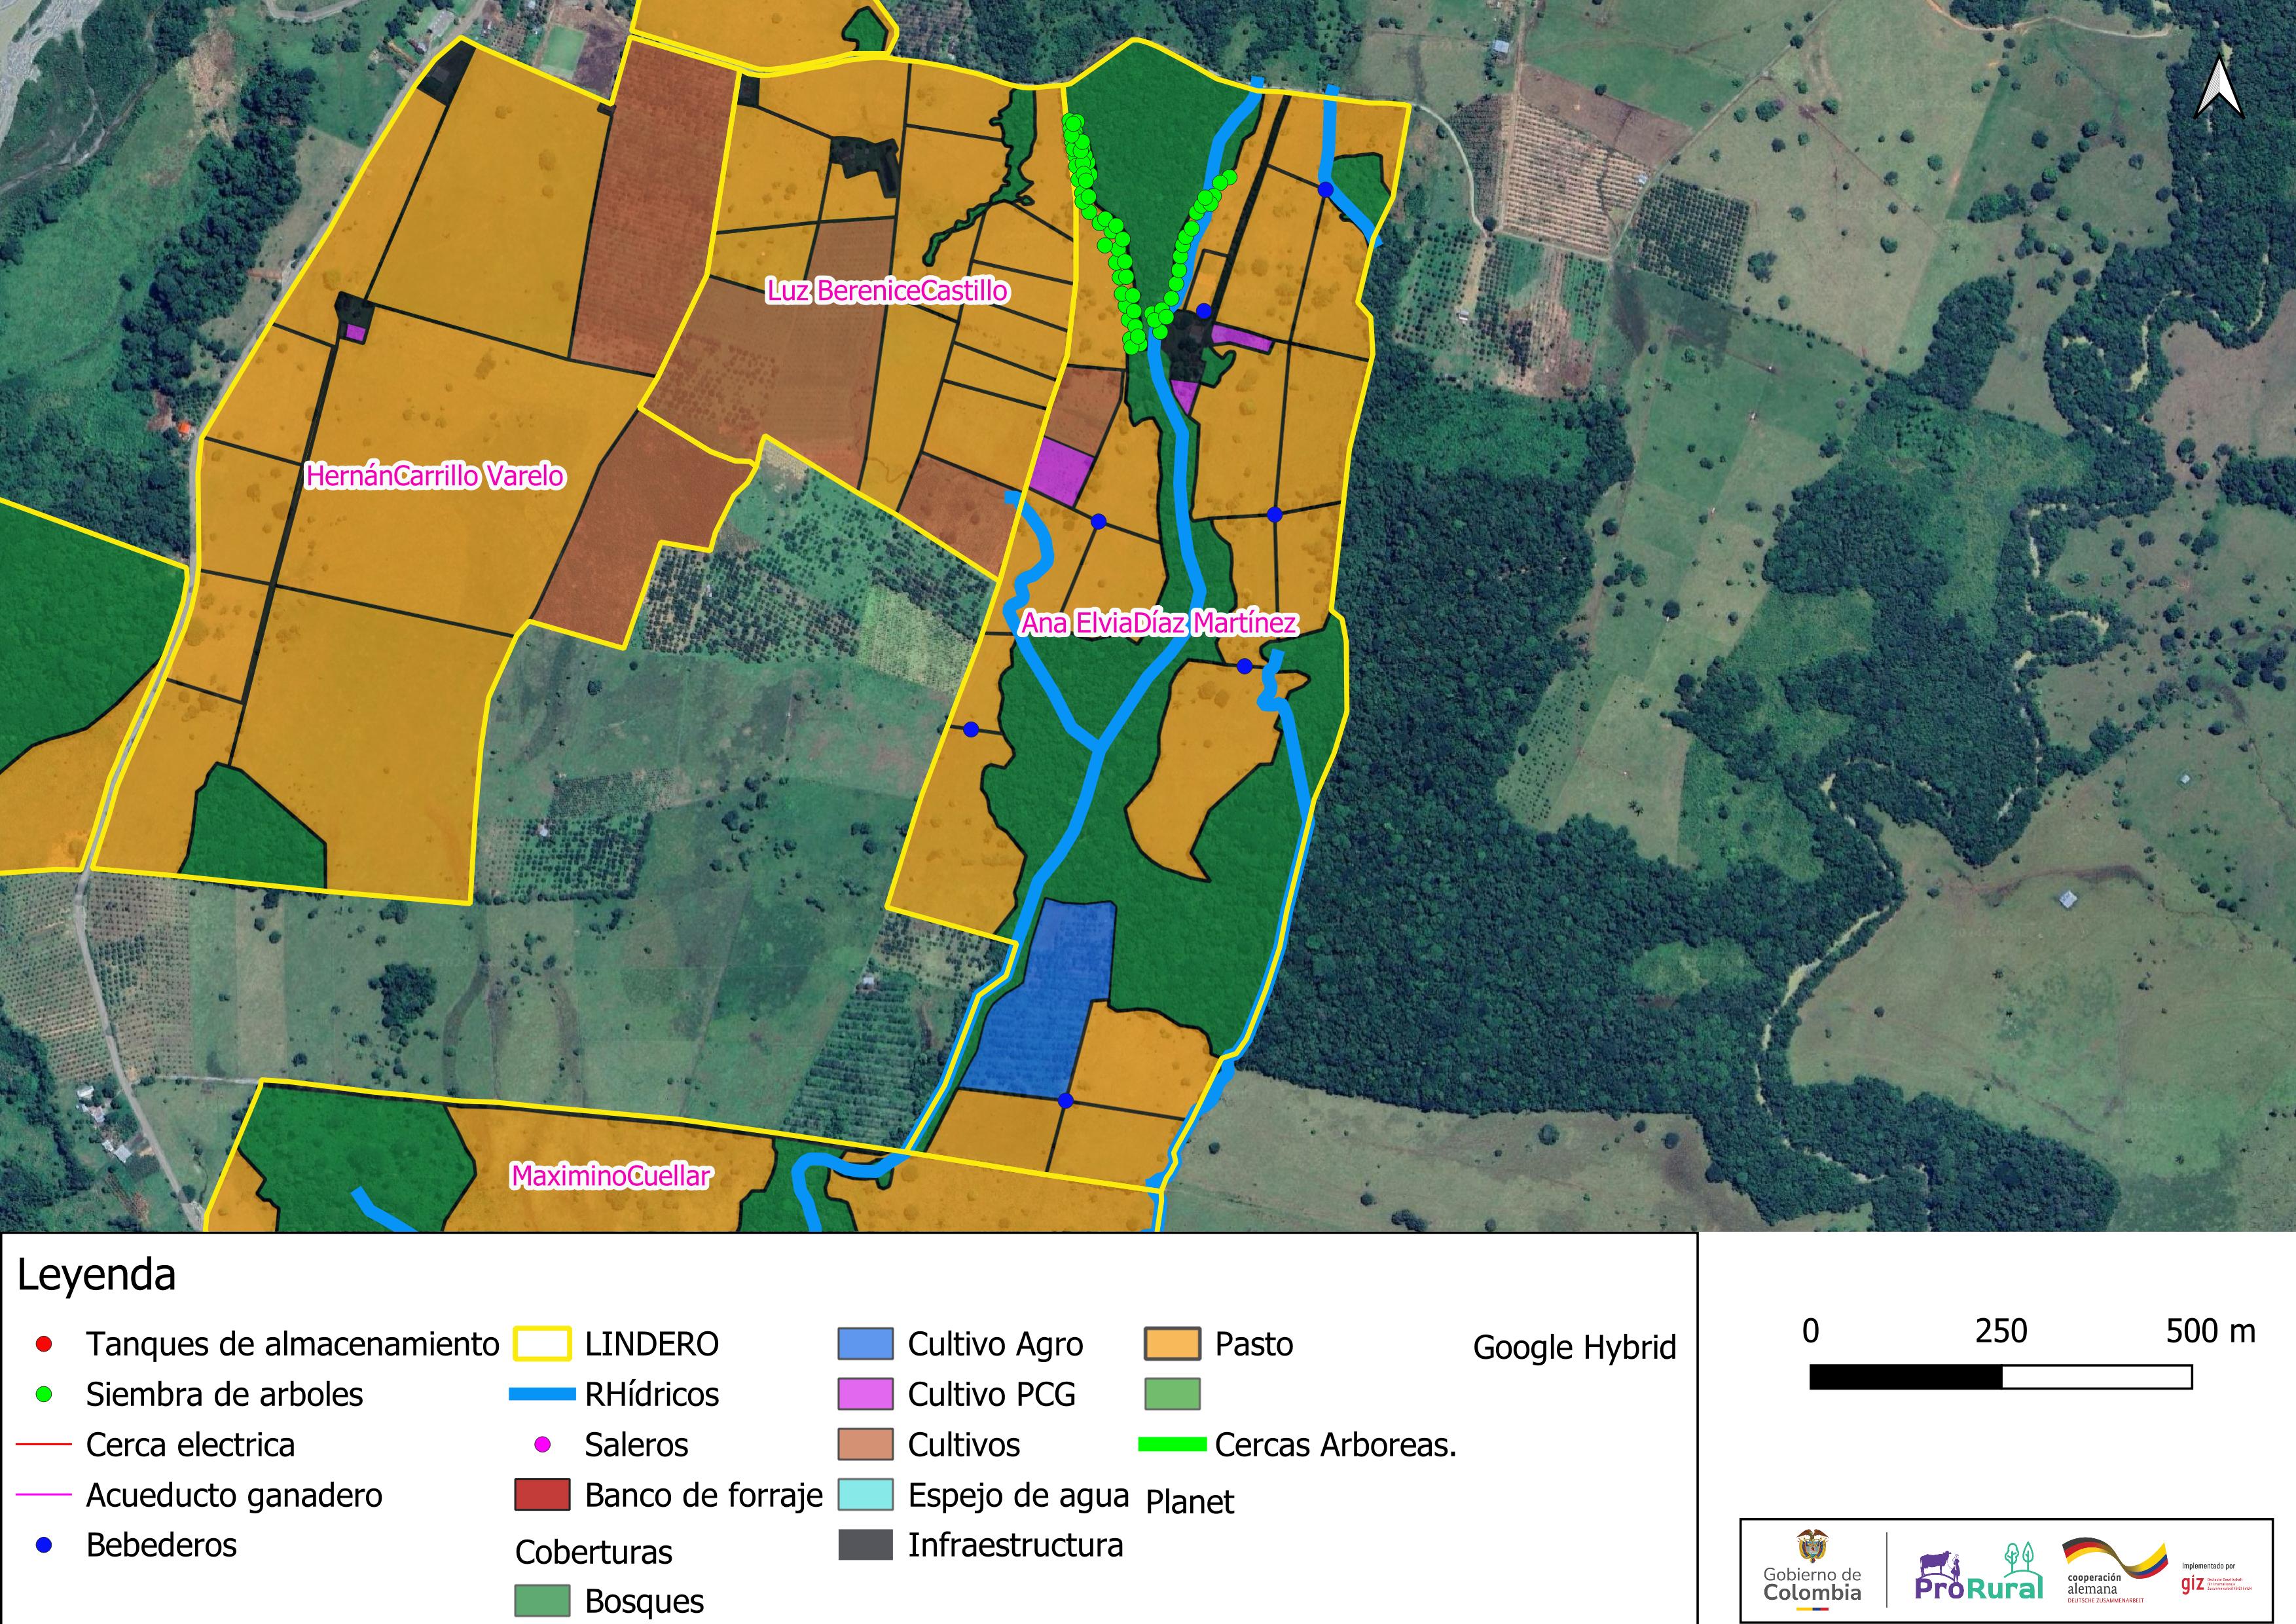 Luz BereniceCastillo
HernánCarrillo Varelo
Ana ElviaDíaz Martínez
MaximinoCuellar
Leyenda
Tanques de almacenamiento
Siembra de arboles
Cerca electrica
Acueducto ganadero
Bebederos
LINDERO
RHídricos
Saleros
Banco de forraje
Coberturas
Bosques
Cultivo Agro
Cultivo PCG
Cultivos
Espejo de agua
Infraestructura
Pasto
Cercas Arboreas.
Planet
Google Hybrid
0 250 500 m
Gobierno de
Colombia
ProRural
cooperación
alemana
DEUTSCHE ZUSAMMENARBEIT
Implementado por
giz